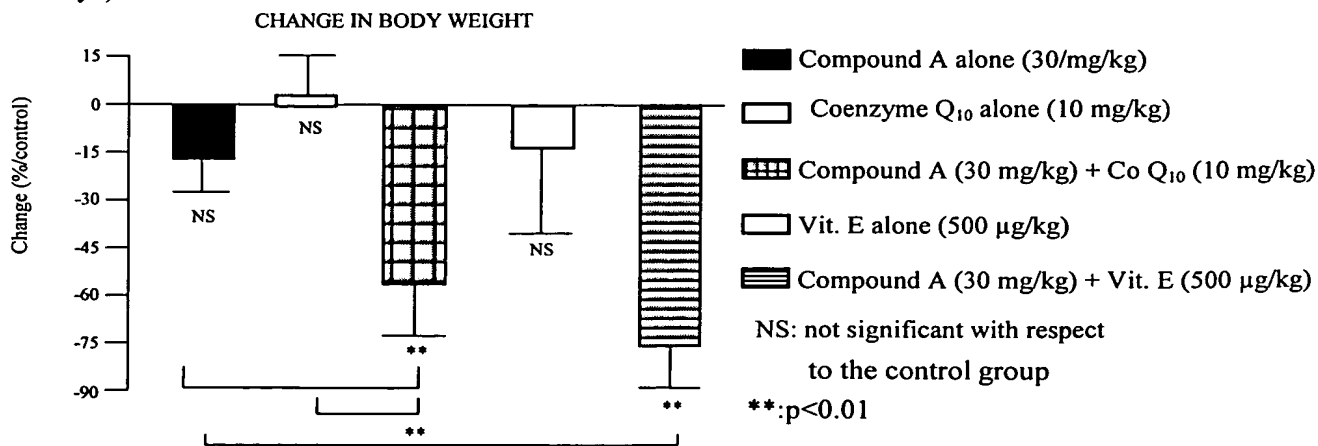 CHANGE IN BODY WEIGHT
Change (%/control)
15
0
-15
-30
-45
-60
-75
-90
NS
NS
**
NS
**
**
Compound A alone (30/mg/kg)
Coenzyme Q₁₀ alone (10 mg/kg)
Compound A (30 mg/kg) + Co Q₁₀ (10 mg/kg)
Vit. E alone (500 µg/kg)
Compound A (30 mg/kg) + Vit. E (500 µg/kg)
NS: not significant with respect
to the control group
**:p<0.01